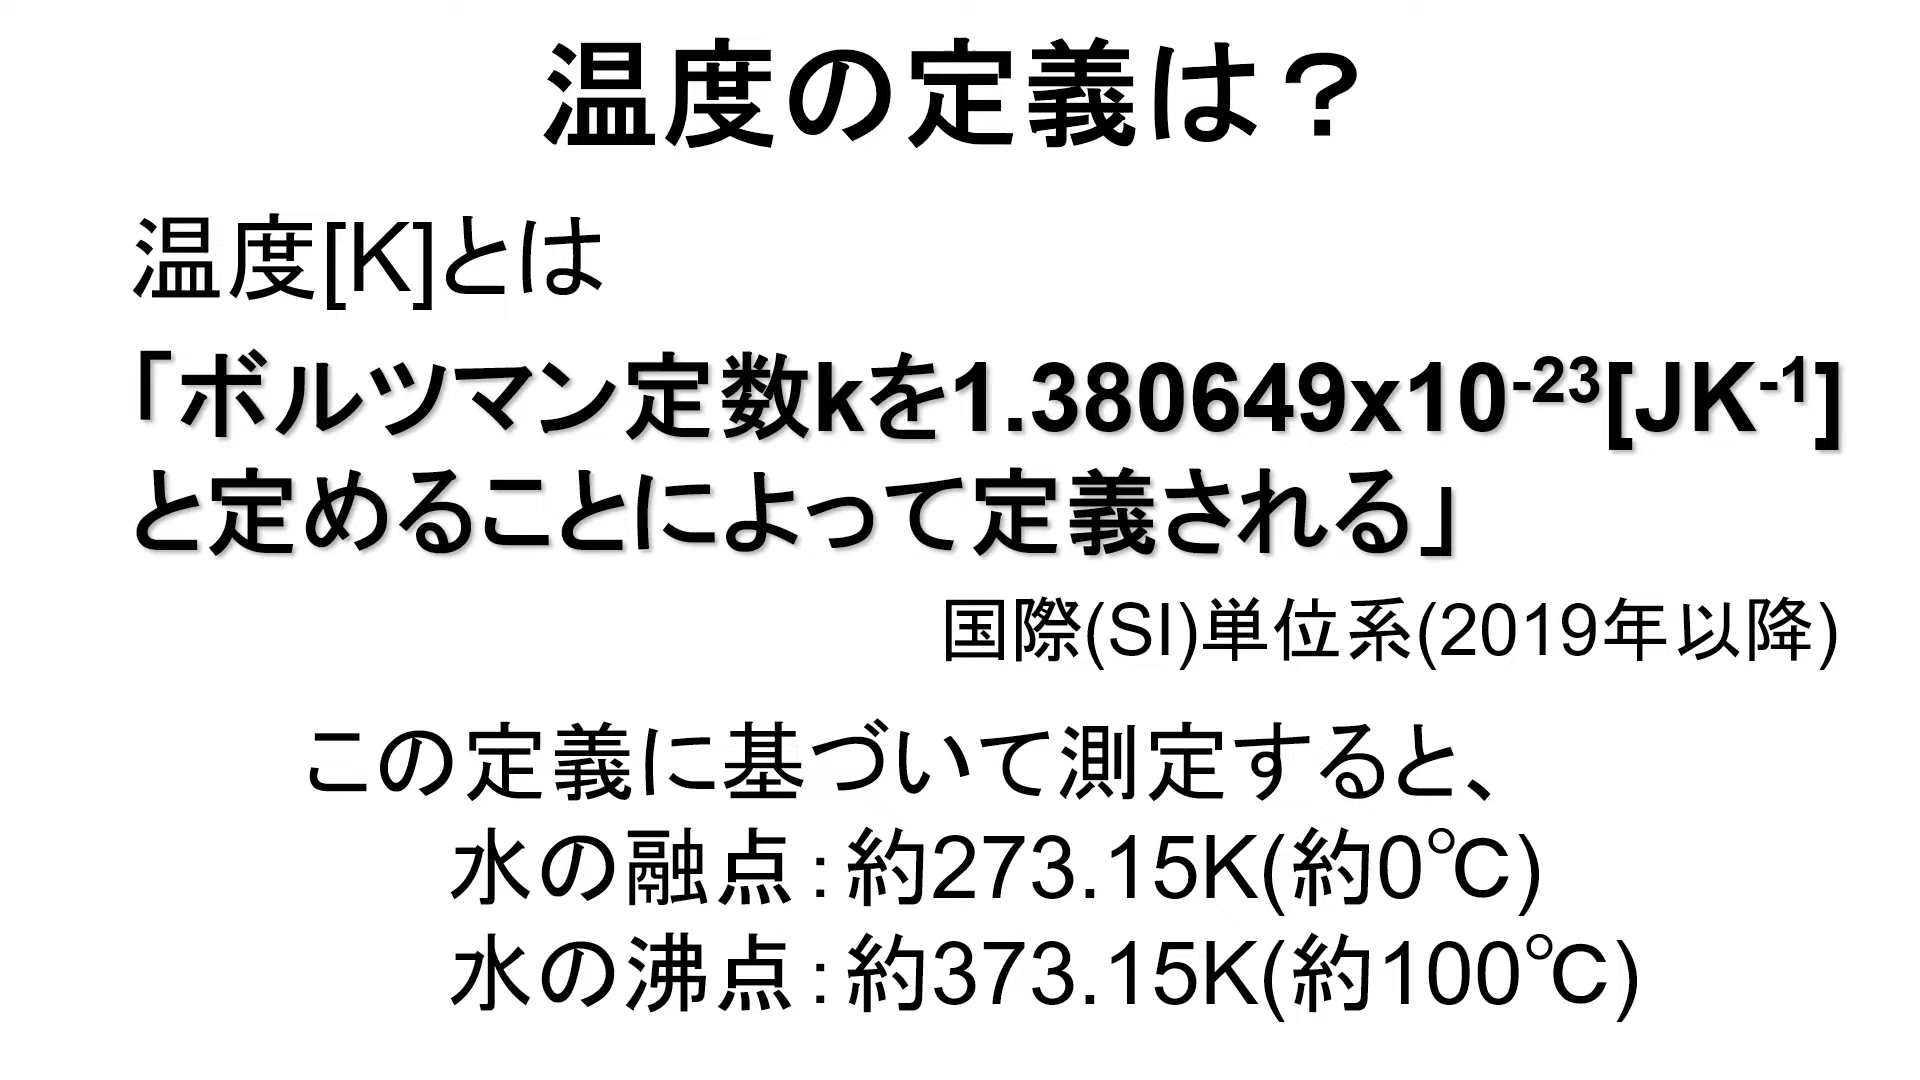 温度の定義は？
温度[K]とは
「ボルツマン定数kを1.380649x10⁻²³[JK⁻¹]
と定めることによって定義される」
国際(SI)単位系(2019年以降)
この定義に基づいて測定すると、
水の融点：約273.15K(約0℃)
水の沸点：約373.15K(約100℃)